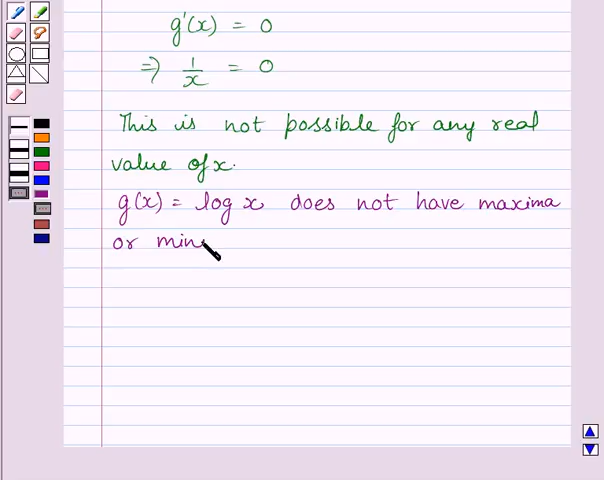 g'(x) = 0
⇒ 1/x = 0
This is not possible for any real
value of x.
g(x) = log x does not have maxima
or min